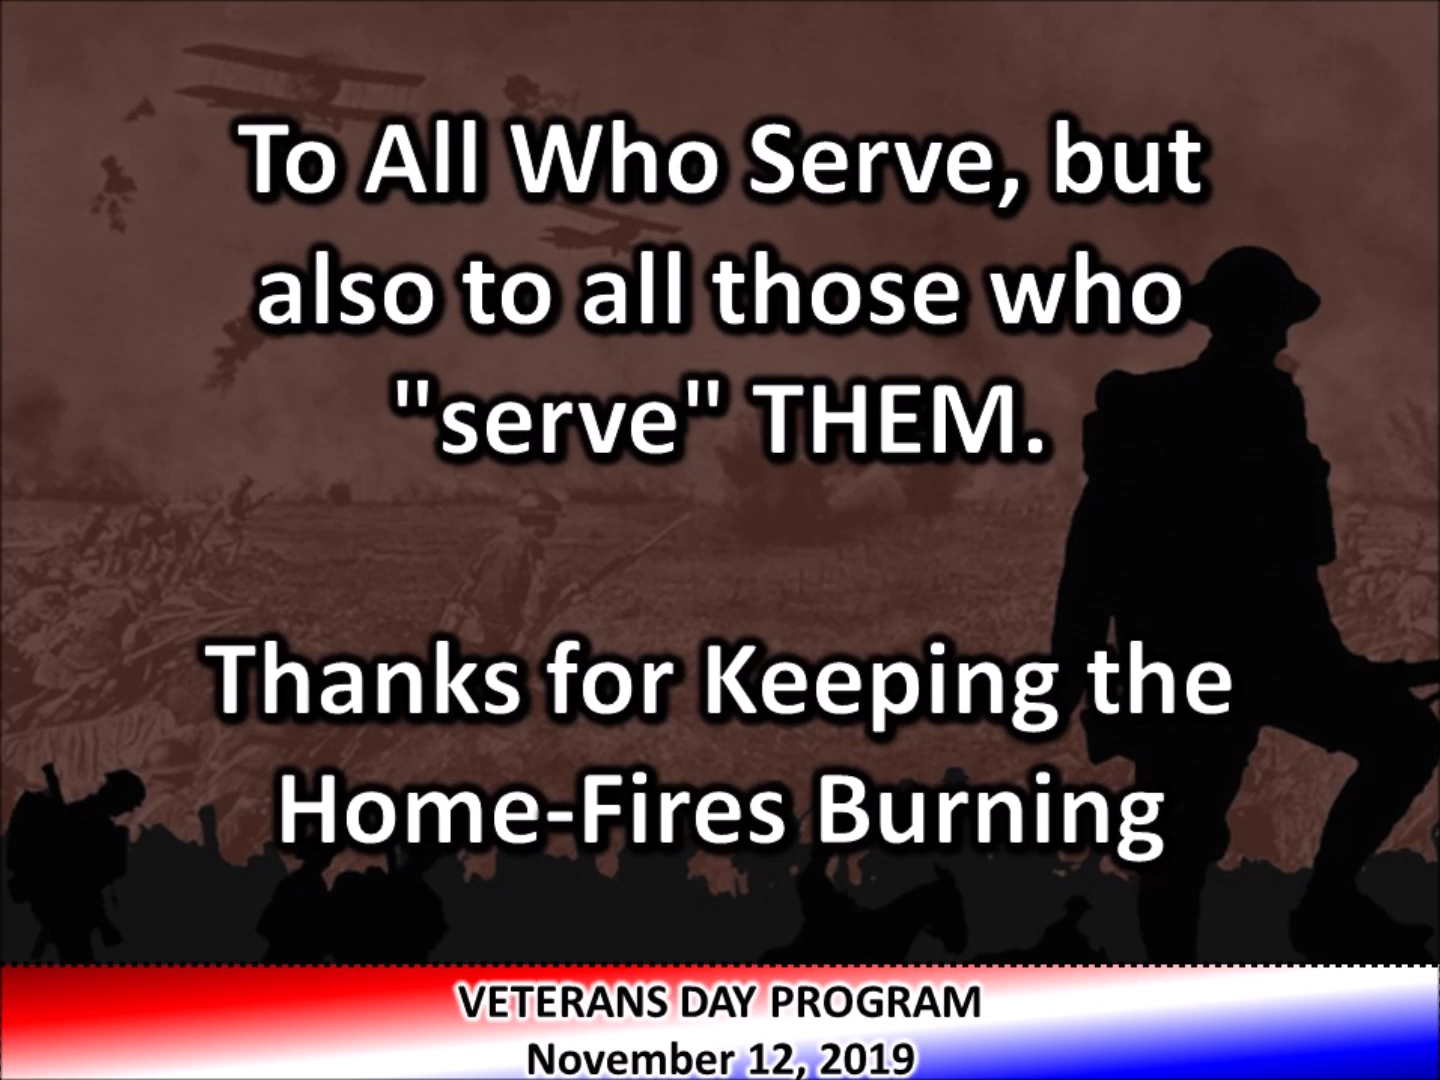 To All Who Serve, but
also to all those who
"serve" THEM.
Thanks for Keeping the
Home-Fires Burning
VETERANS DAY PROGRAM
November 12, 2019